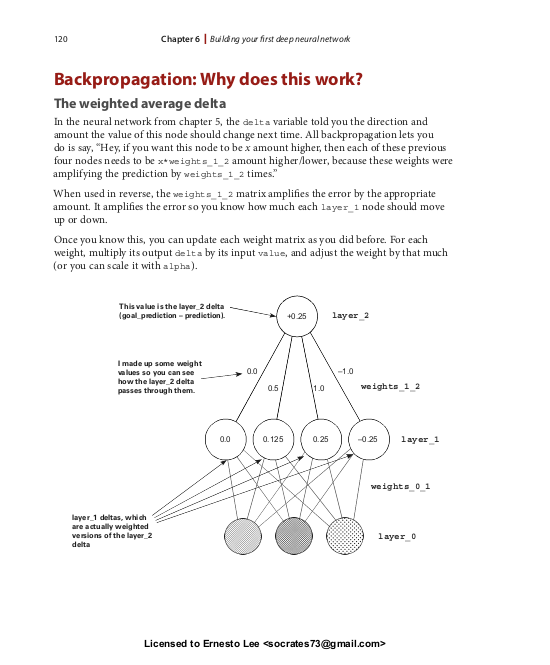 120
Chapter 6 | Building your first deep neural network
Backpropagation: Why does this work?
The weighted average delta
In the neural network from chapter 5, the delta variable told you the direction and
amount the value of this node should change next time. All backpropagation lets you
do is say, “Hey, if you want this node to be x amount higher, then each of these previous
four nodes needs to be x*weights_1_2 amount higher/lower, because these weights were
amplifying the prediction by weights_1_2 times.”
When used in reverse, the weights_1_2 matrix amplifies the error by the appropriate
amount. It amplifies the error so you know how much each layer_1 node should move
up or down.
Once you know this, you can update each weight matrix as you did before. For each
weight, multiply its output delta by its input value, and adjust the weight by that much
(or you can scale it with alpha).
This value is the layer_2 delta
(goal_prediction – prediction).
+0.25
layer_2
I made up some weight
values so you can see
how the layer_2 delta
passes through them.
0.0
0.5
1.0
–1.0
weights_1_2
0.0
0.125
0.25
–0.25
layer_1
weights_0_1
layer_1 deltas, which
are actually weighted
versions of the layer_2
delta
layer_0
Licensed to Ernesto Lee <socrates73@gmail.com>